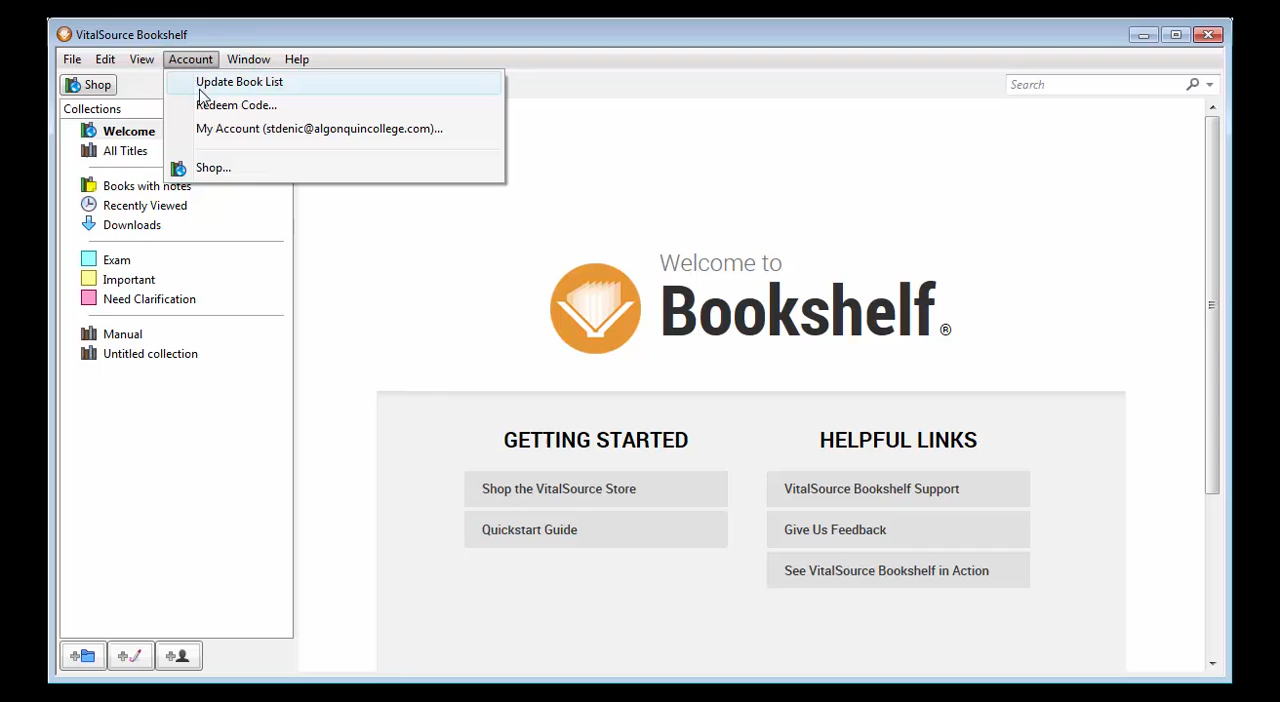 VitalSource Bookshelf
File Edit View Account Window Help
Shop
Search
Update Book List
Redeem Code...
My Account (stdenic@algonquincollege.com)...
Shop...
Collections
Welcome
All Titles
Books with notes
Recently Viewed
Downloads
Exam
Important
Need Clarification
Manual
Untitled collection
Welcome to
Bookshelf®
GETTING STARTED
Shop the VitalSource Store
Quickstart Guide
HELPFUL LINKS
VitalSource Bookshelf Support
Give Us Feedback
See VitalSource Bookshelf in Action